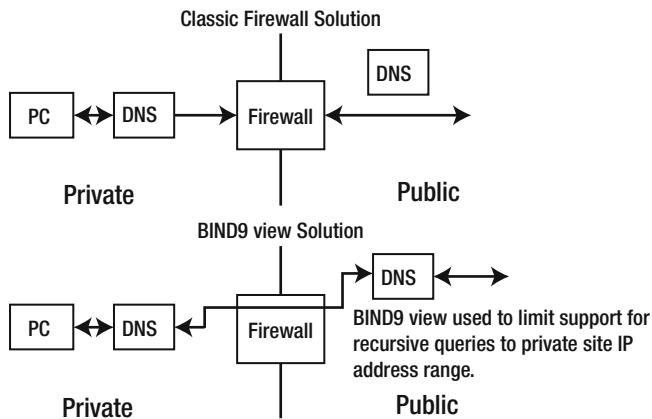 Classic Firewall Solution
DNS
PC
DNS
Firewall
Private
Public
BIND9 view Solution
DNS
PC
DNS
Firewall
BIND9 view used to limit support for
recursive queries to private site IP
address range.
Private
Public